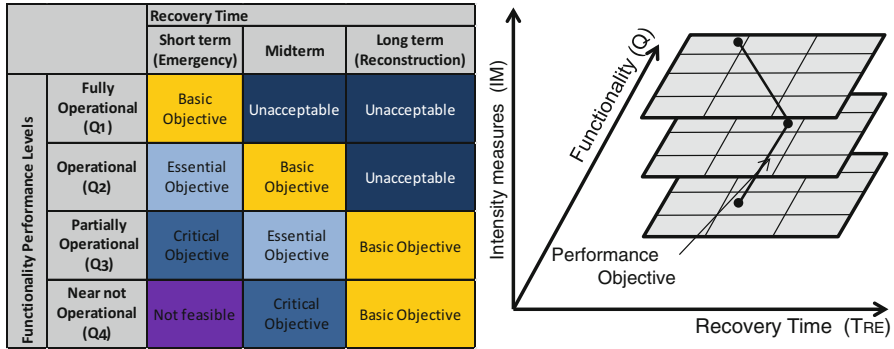 Recovery Time
Short term
(Emergency)
Midterm
Long term
(Reconstruction)
Functionality Performance Levels
Fully
Operational
(Q1)
Basic
Objective
Unacceptable
Unacceptable
Operational
(Q2)
Essential
Objective
Basic
Objective
Unacceptable
Partially
Operational
(Q3)
Critical
Objective
Essential
Objective
Basic Objective
Near not
Operational
(Q4)
Not feasible
Critical
Objective
Basic Objective
Intensity measures (IM)
Functionality (Q)
Performance
Objective
Recovery Time (TRE)